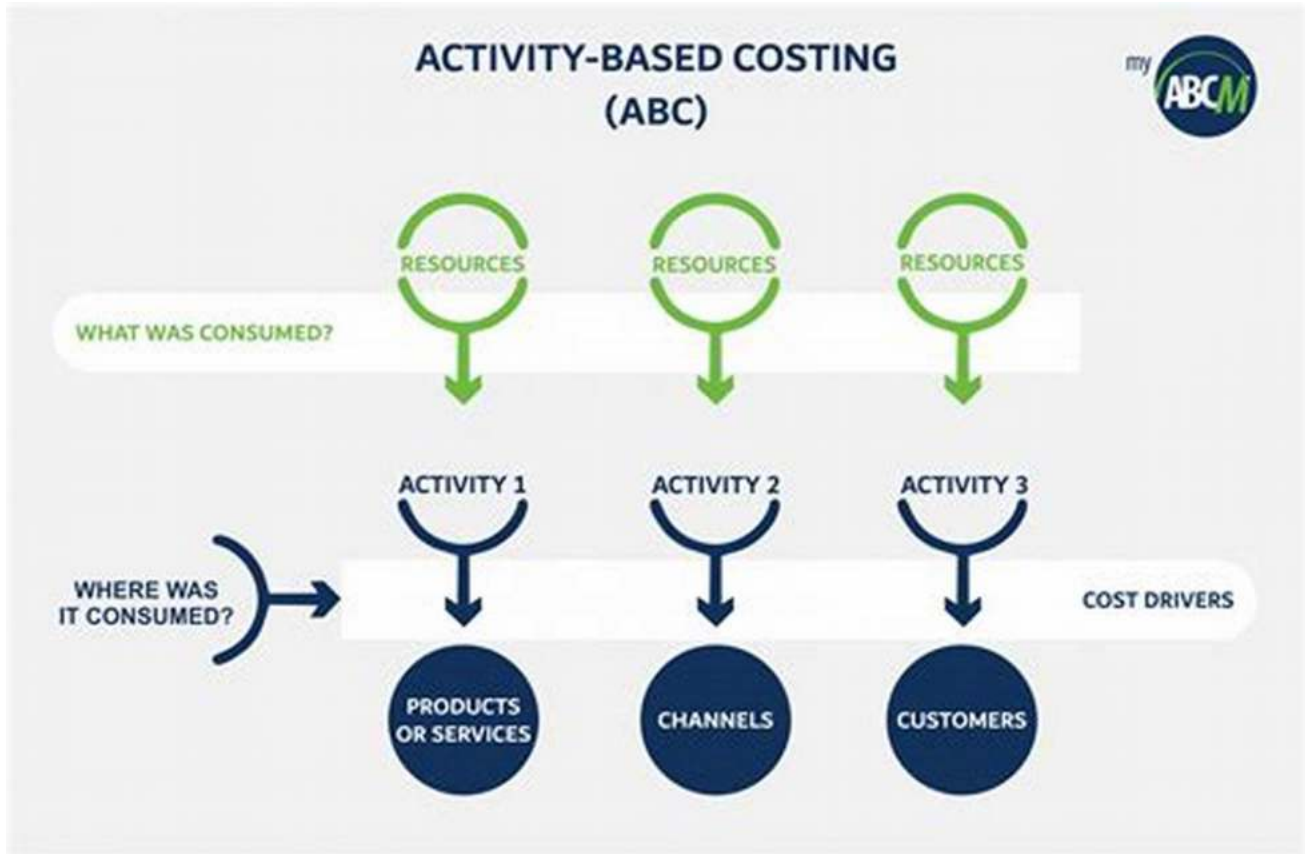 ACTIVITY-BASED COSTING
(ABC)
my
ABCM
RESOURCES
RESOURCES
RESOURCES
WHAT WAS CONSUMED?
ACTIVITY 1
ACTIVITY 2
ACTIVITY 3
WHERE WAS
IT CONSUMED?
COST DRIVERS
PRODUCTS
OR SERVICES
CHANNELS
CUSTOMERS